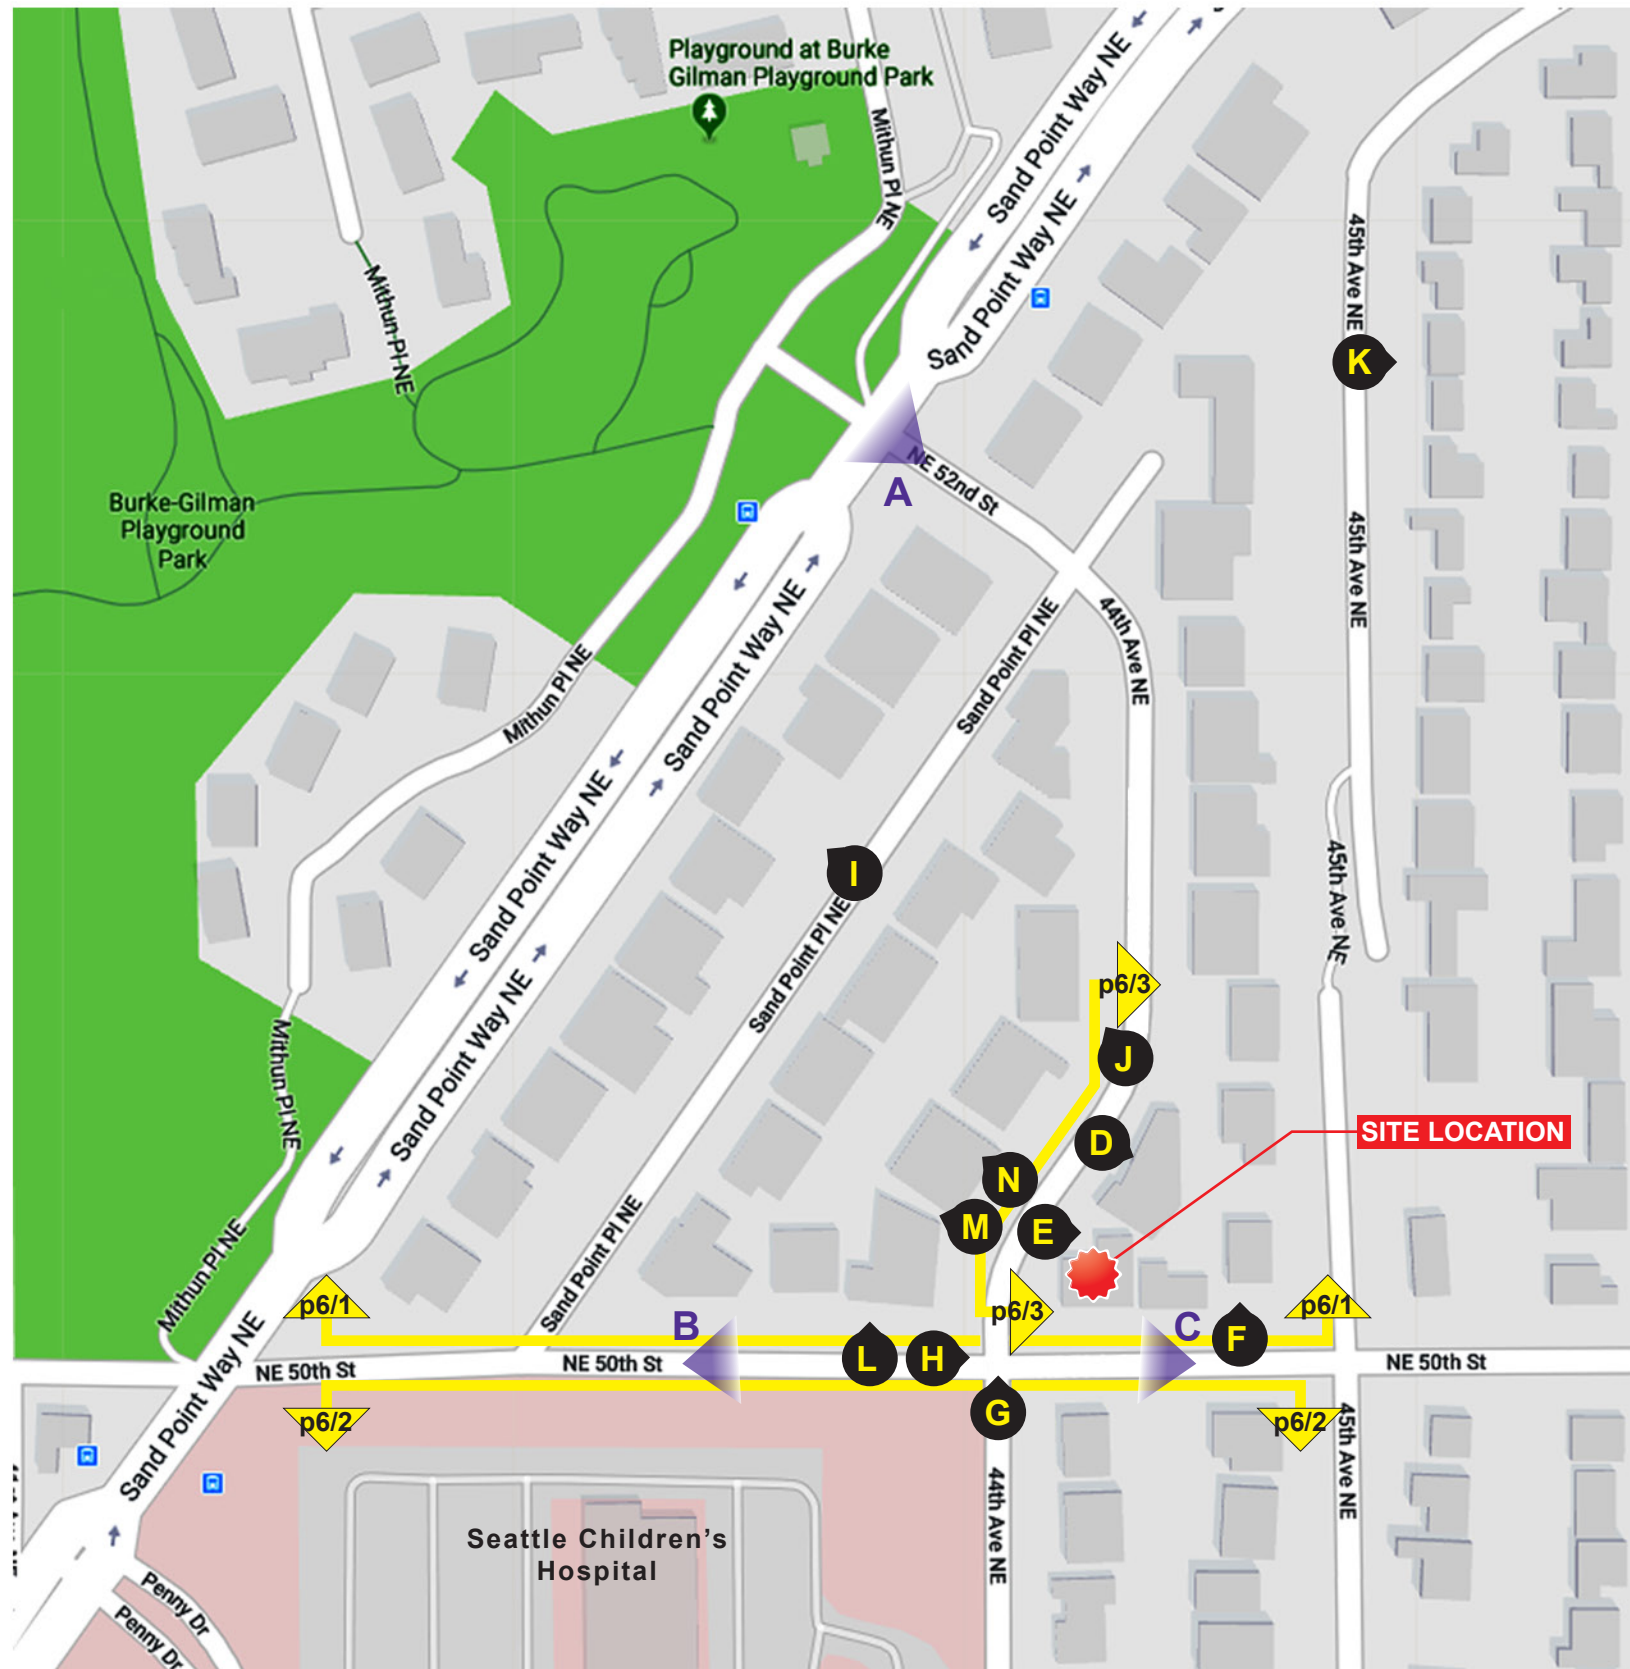 Playground at Burke
Gilman Playground Park
Sand Point Way NE
Mithun Pl NE
Sand Point Way NE
Sand Point Way NE
45th Ave NE
Mithun Pl NE
K
A
NE 52nd St
Burke-Gilman
Playground
Park
45th Ave NE
44th Ave NE
Sand Point Pl NE
Sand Point Way NE
Mithun Pl NE
Sand Point Way NE
I
45th Ave NE
Sand Point Pl NE
Sand Point Way NE
p6/3
Mithun Pl NE
J
SITE LOCATION
D
N
M
E
Sand Point Pl NE
Mithun Pl NE
p6/1
p6/3
p6/1
B
C
F
L
H
Sand Point Way NE
NE 50th St
NE 50th St
NE 50th St
G
p6/2
p6/2
45th Ave NE
44th Ave NE
Seattle Children's
Hospital
Penny Dr
Penny Dr